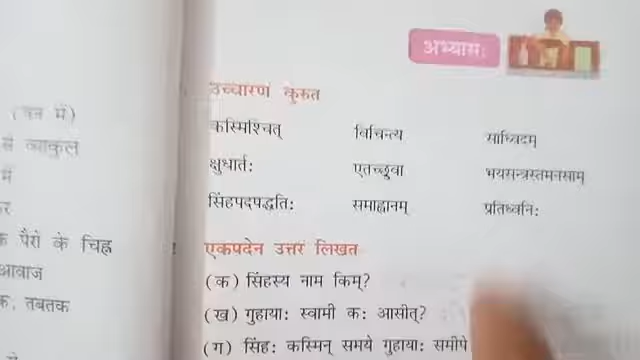 अभ्यासः
उच्चारणं कुरुत
कस्मिंश्चित् विचिन्त्य साध्विदम्
क्षुधार्तः एतच्छ्रुत्वा भयसन्त्रस्तमनसाम्
सिंहपदपद्धतिः समाह्वानम् प्रतिध्वनिः
एकपदेन उत्तरं लिखत
(क) सिंहस्य नाम किम्?
(ख) गुहायाः स्वामी कः आसीत्?
(ग) सिंहः कस्मिन् समये गुहायाः समीपे
से व्याकुल
में
पैरों के चिह्न
आवाज
तबतक